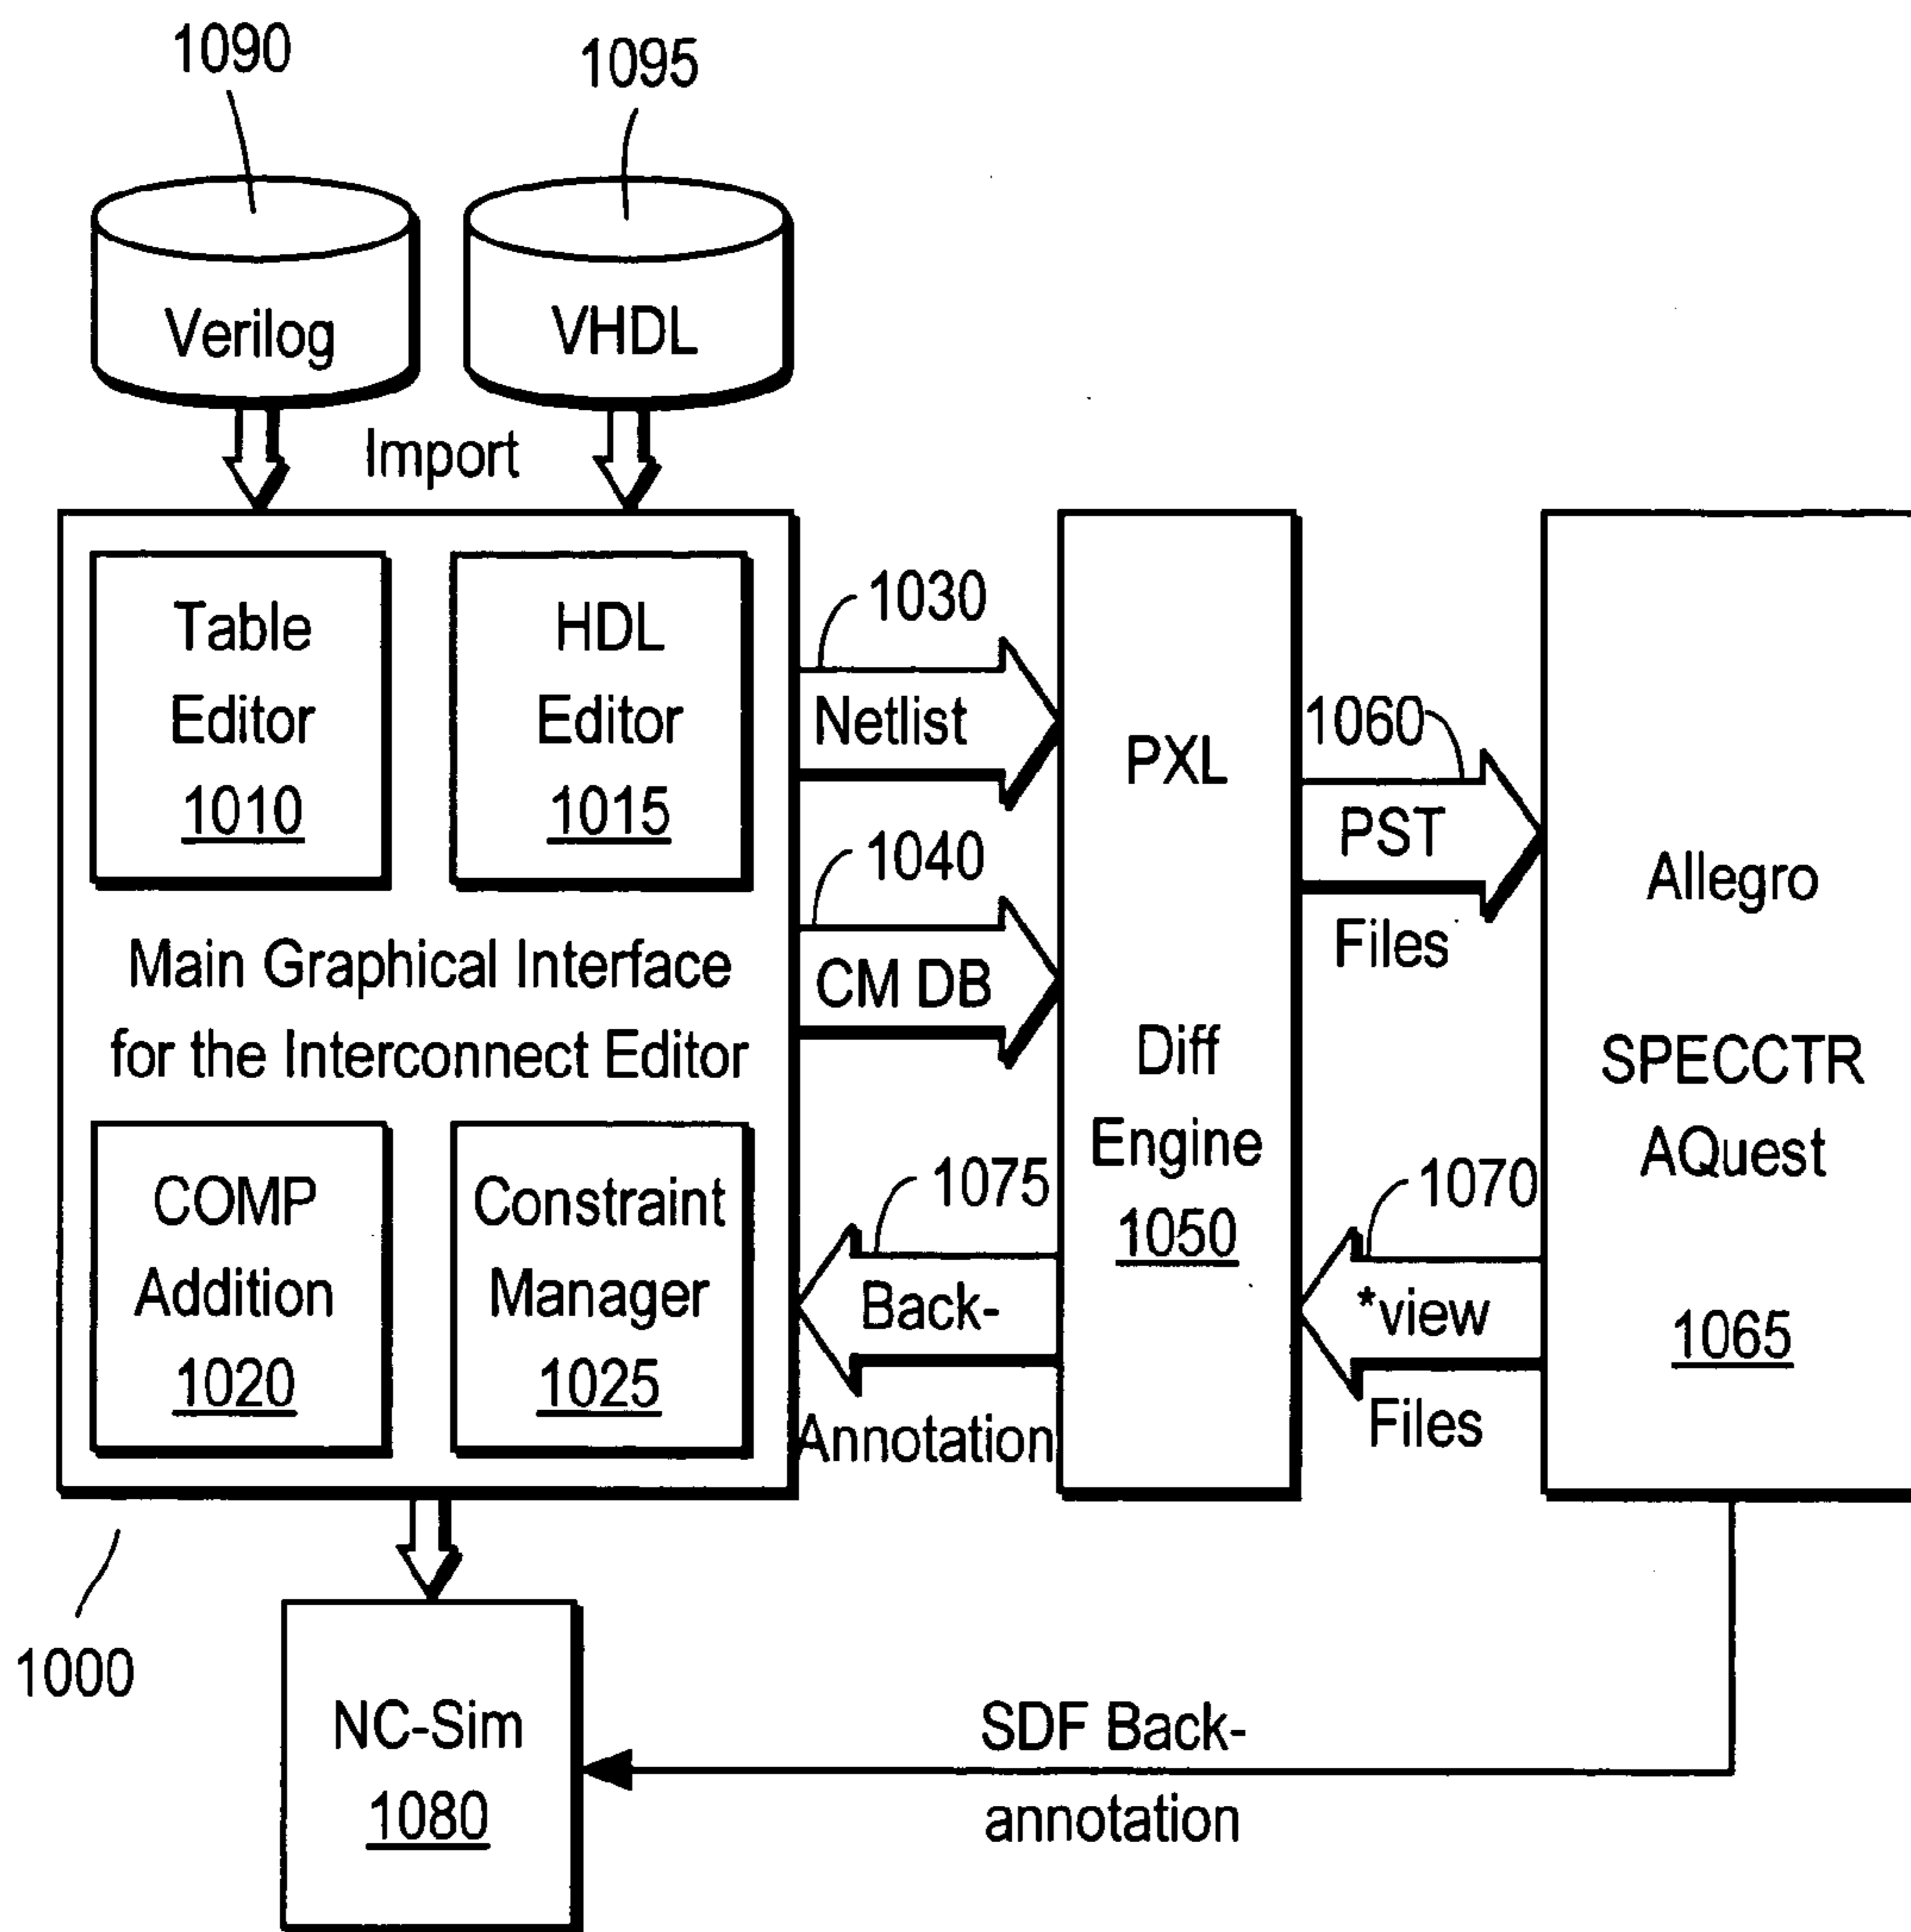 1090
1095
Verilog
VHDL
Import
Table
Editor
1010
HDL
Editor
1015
Main Graphical Interface
for the Interconnect Editor
COMP
Addition
1020
Constraint
Manager
1025
1030
Netlist
1040
CM DB
1075
Back-
Annotation
PXL
Diff
Engine
1050
1060
PST
Files
1070
*view
Files
Allegro
SPECCTR
AQuest
1065
1000
NC-Sim
1080
SDF Back-
annotation